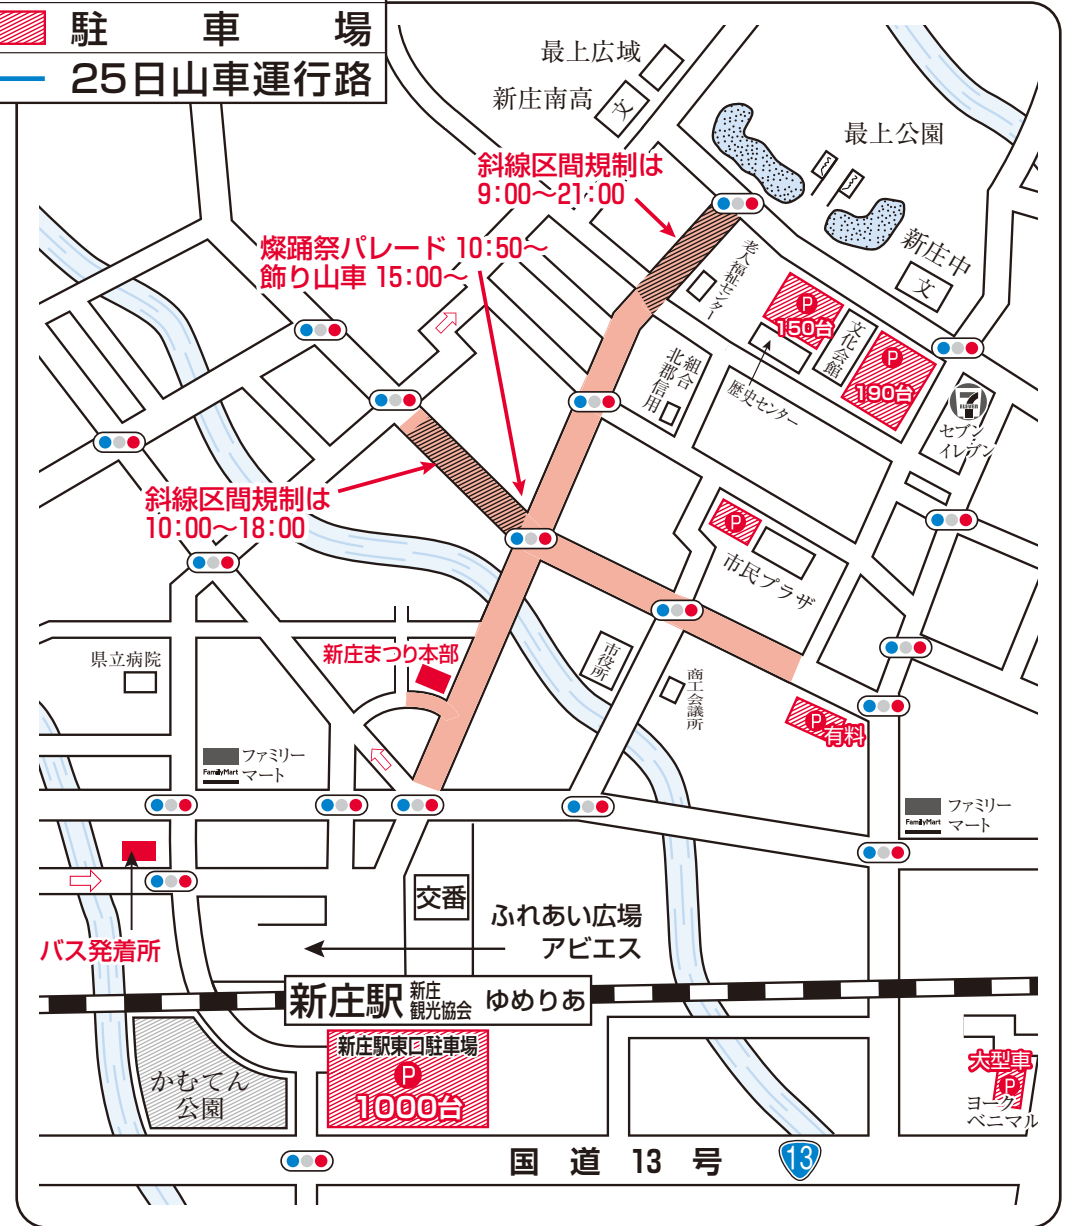 駐車場
25日山車運行路
最上広域
新庄南高
文
最上公園
斜線区間規制は
9:00〜21:00
燦踊祭パレード 10:50〜
飾り山車 15:00〜
老人福祉センター
新庄中
文
P
150台
文化会館
P
190台
歴史センター
組合
北郡信用
7
ELEVEN
セブン
イレブン
斜線区間規制は
10:00〜18:00
P
市民プラザ
新庄まつり本部
県立病院
市役所
商工会議所
P
有料
FamilyMart
ファミリー
マート
FamilyMart
ファミリー
マート
交番
ふれあい広場
アビエス
バス発着所
新庄駅
新庄
観光協会
ゆめりあ
新庄駅東口駐車場
P
1000台
かむてん
公園
大型車
P
ヨーク
ベニマル
国道13号
13